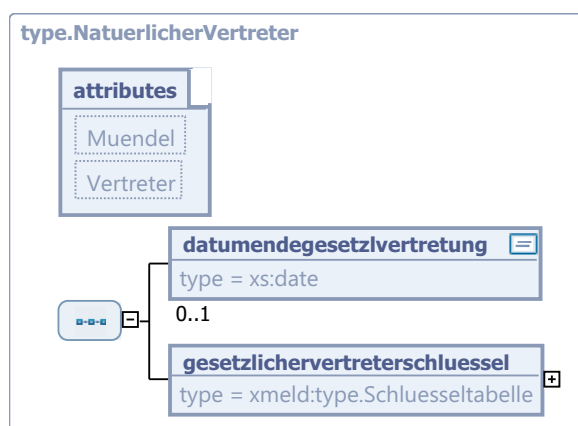 type.NatuerlicherVertreter
attributes
Muendel
Vertreter
datumendegesetzlvertretung
type = xs:date
0..1
gesetzlichervertreterschluessel
type = xmeld:type.Schluesseltabelle